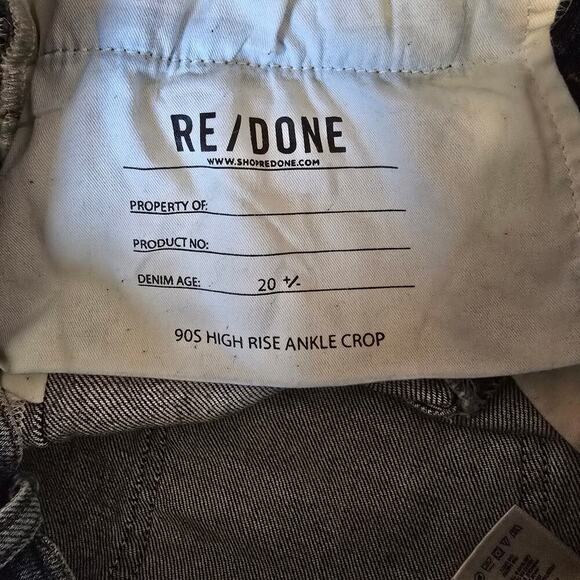 RE/DONE
WWW.SHOPREDONE.COM
PROPERTY OF:
PRODUCT NO:
DENIM AGE: 20 +/-
90S HIGH RISE ANKLE CROP